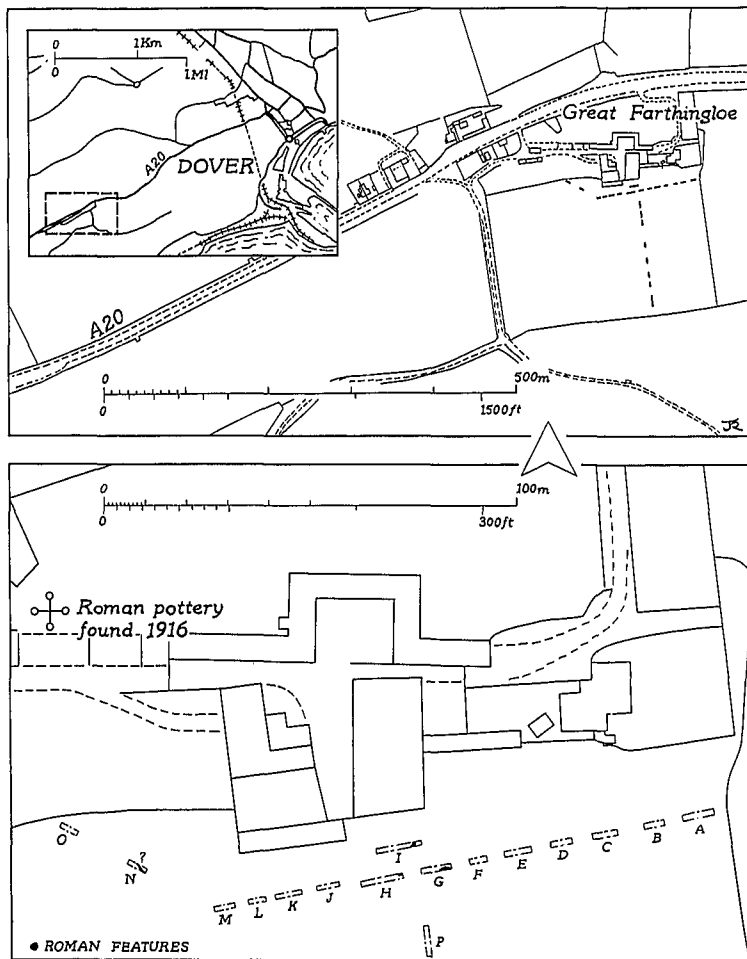 0
1Km
0
1Ml
A20
DOVER
Great Farthingloe
A20
0
500m
0
1500ft
0
100m
0
300ft
Roman pottery
found 1916
O
N
?
I
M
L
K
J
H
G
F
E
D
C
B
A
P
ROMAN FEATURES